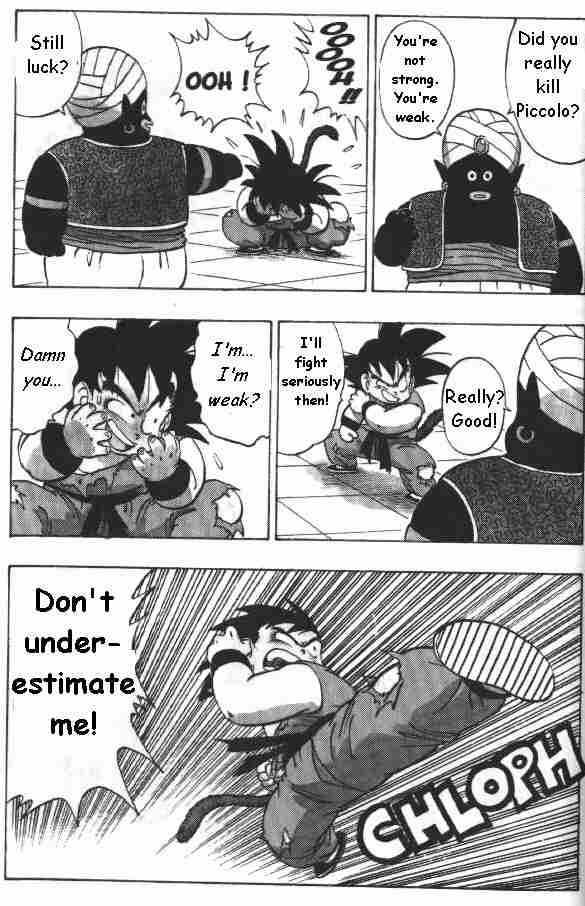 Still
luck?
OOH !
OOOOH !!
You're
not
strong.
You're
weak.
Did you
really
kill
Piccolo?
Damn
you...
I'm...
I'm
weak?
I'll
fight
seriously
then!
Really?
Good!
Don't
under-
estimate
me!
CHLOPH